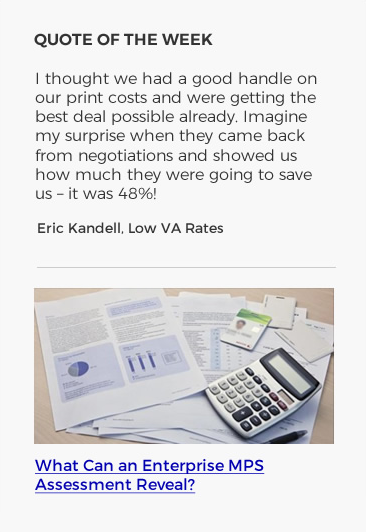 QUOTE OF THE WEEK
I thought we had a good handle on
our print costs and were getting the
best deal possible already. Imagine
my surprise when they came back
from negotiations and showed us
how much they were going to save
us – it was 48%!
Eric Kandell, Low VA Rates
What Can an Enterprise MPS
Assessment Reveal?